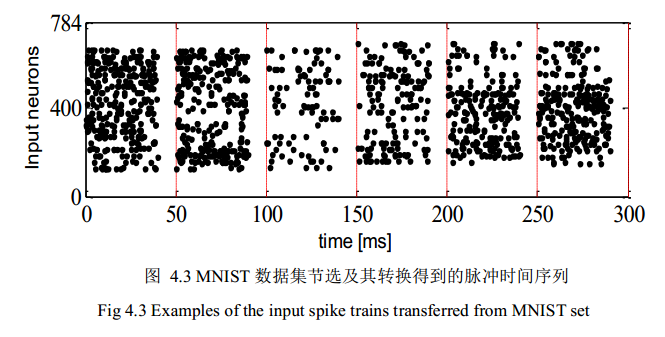 784
400
0
Input neurons
0 50 100 150 200 250 300
time [ms]
图 4.3 MNIST 数据集节选及其转换得到的脉冲时间序列
Fig 4.3 Examples of the input spike trains transferred from MNIST set